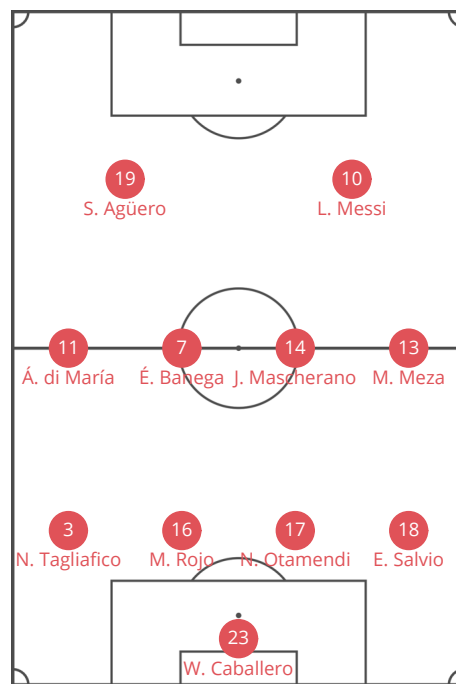 19
S. Agüero
10
L. Messi
11
Á. di María
7
É. Banega
14
J. Mascherano
13
M. Meza
3
N. Tagliafico
16
M. Rojo
17
N. Otamendi
18
E. Salvio
23
W. Caballero